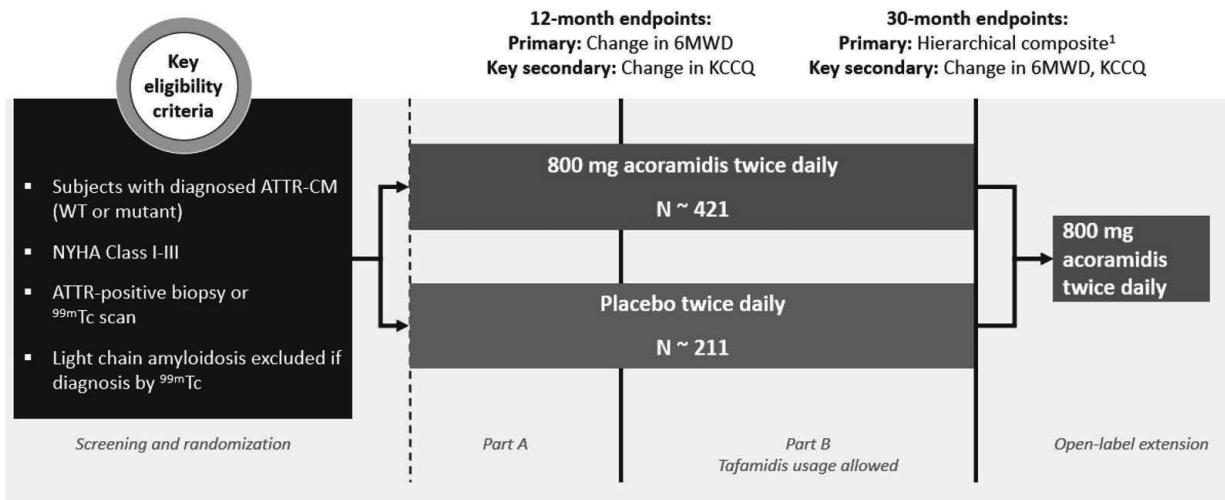 12-month endpoints:
Primary: Change in 6MWD
Key secondary: Change in KCCQ
30-month endpoints:
Primary: Hierarchical composite¹
Key secondary: Change in 6MWD, KCCQ
Key
eligibility
criteria
▪ Subjects with diagnosed ATTR-CM
(WT or mutant)
▪ NYHA Class I-III
▪ ATTR-positive biopsy or
⁹⁹ᵐTc scan
▪ Light chain amyloidosis excluded if
diagnosis by ⁹⁹ᵐTc
800 mg acoramidis twice daily
N ~ 421
Placebo twice daily
N ~ 211
800 mg
acoramidis
twice daily
Screening and randomization
Part A
Part B
Tafamidis usage allowed
Open-label extension